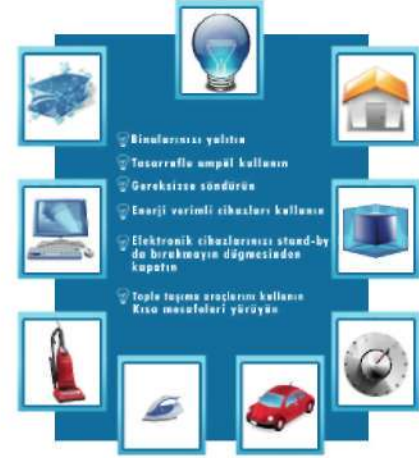 Binalarınızı yalıtın
Tasarruflu ampül kullanın
Gereksizse söndürün
Enerji verimli cihazları kullanın
Elektronik cihazlarınızı stand-by
da bırakmayın düğmesinden
kapatın
Toplu taşıma araçlarını kullanın
Kısa mesafeleri yürüyün